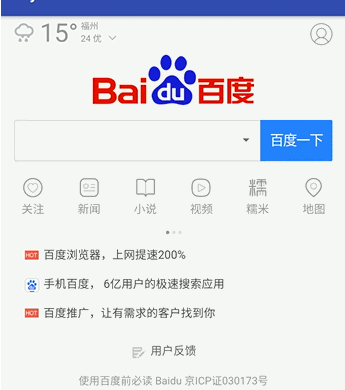 15° 福州
24 优
Bai du 百度
百度一下
关注 新闻 小说 视频 糯米 地图
HOT 百度浏览器，上网提速200%
手机百度， 6亿用户的极速搜索应用
HOT 百度推广，让有需求的客户找到你
用户反馈
使用百度前必读 Baidu 京ICP证030173号